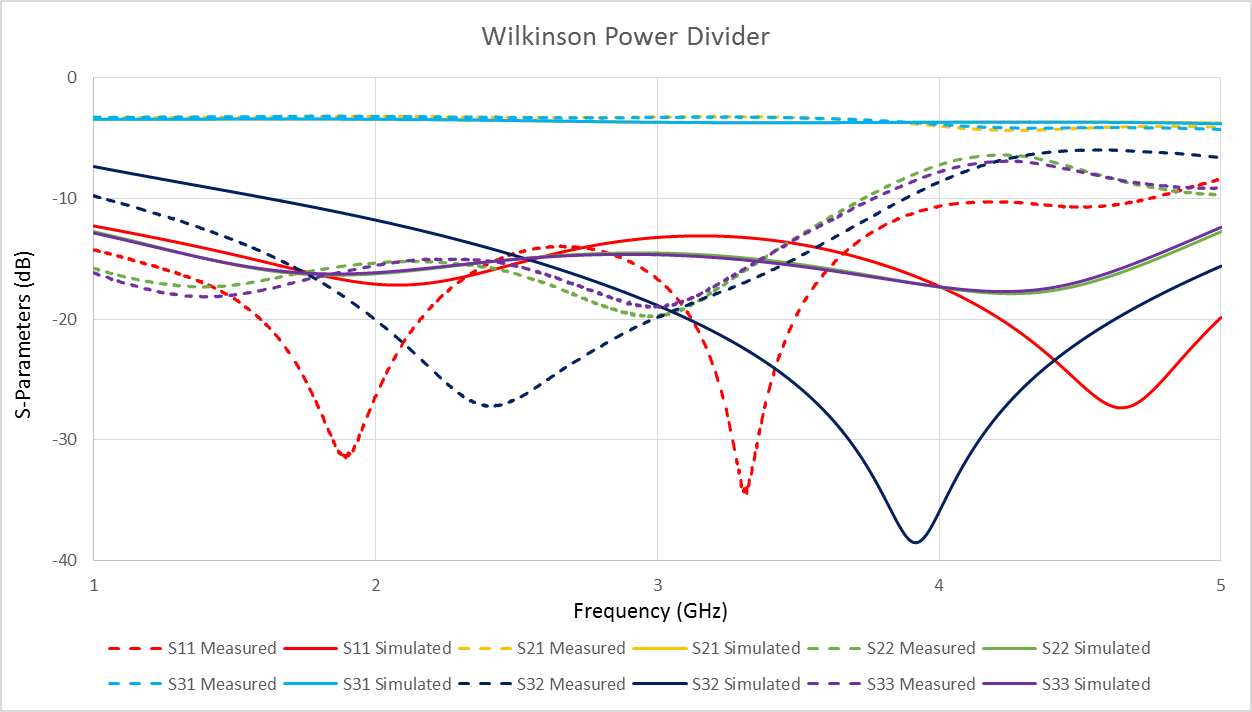 Wilkinson Power Divider
0
-10
-20
-30
-40
S-Parameters (dB)
1 2 3 4 5
Frequency (GHz)
S11 Measured S11 Simulated S21 Measured S21 Simulated S22 Measured S22 Simulated
S31 Measured S31 Simulated S32 Measured S32 Simulated S33 Measured S33 Simulated